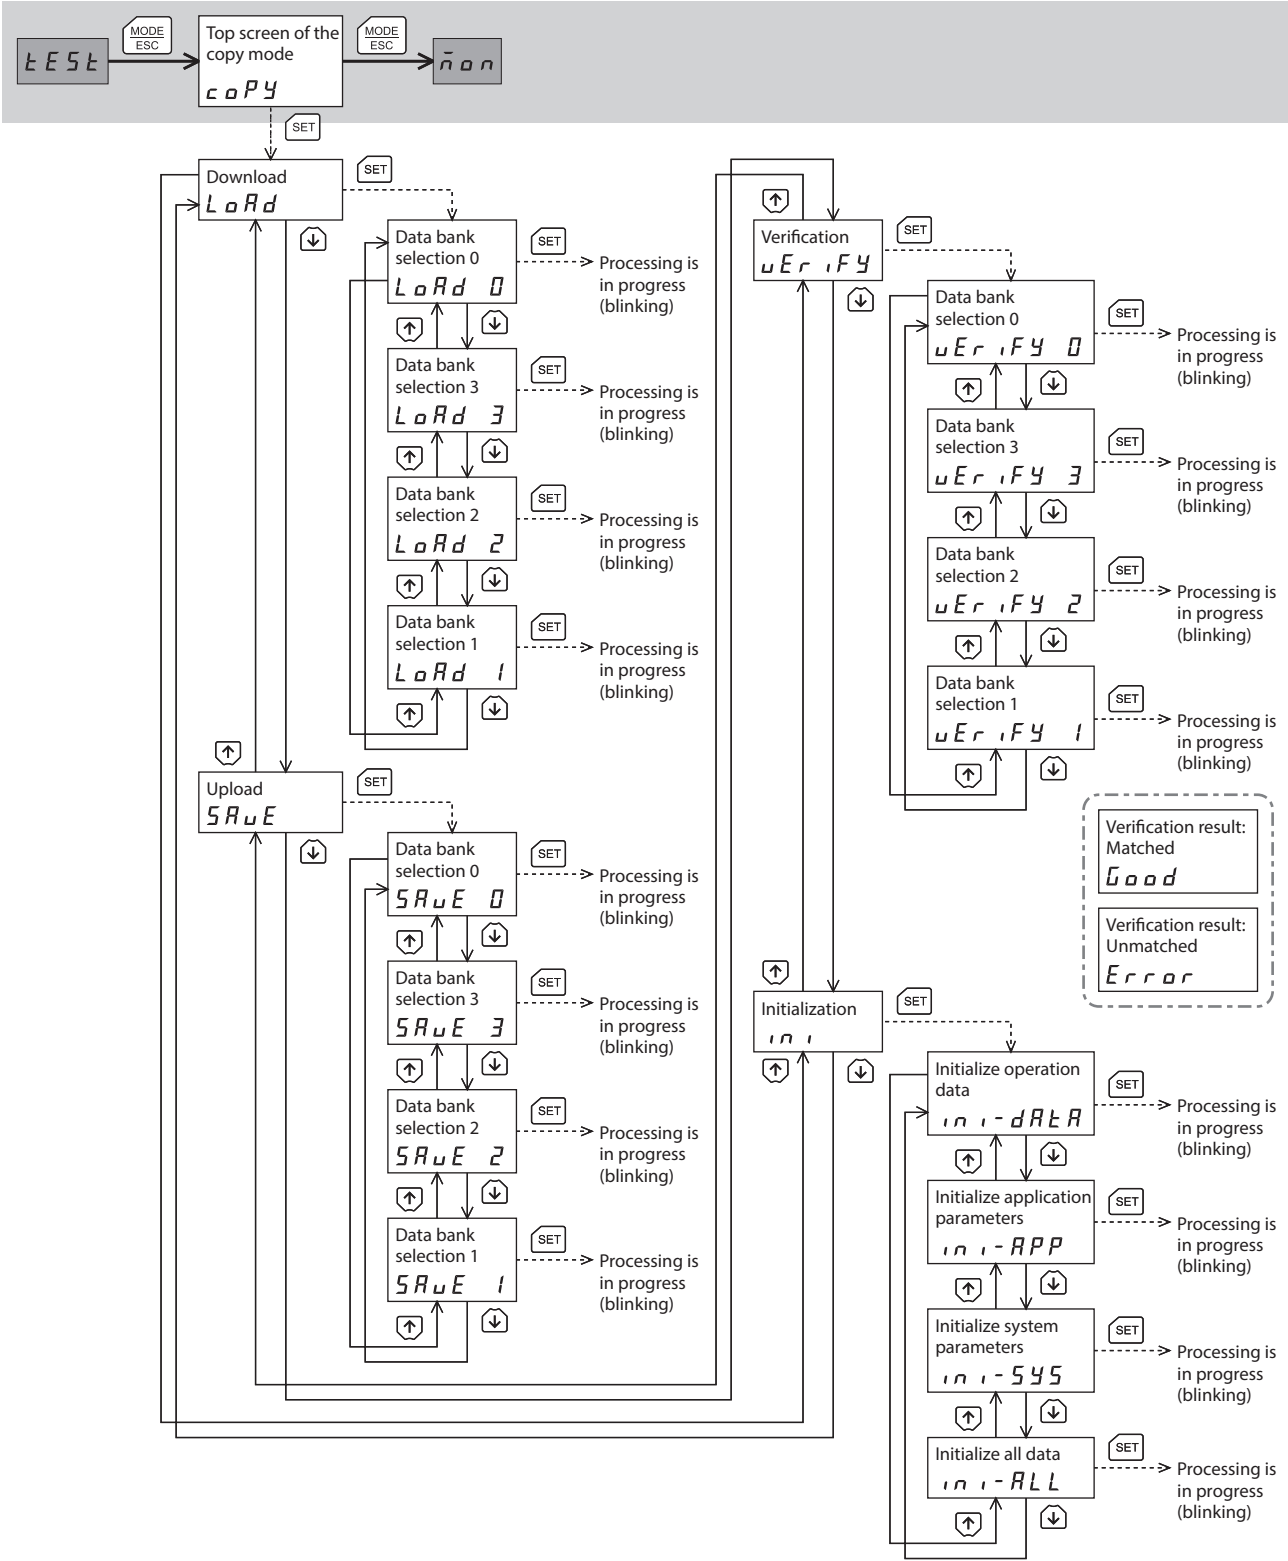 MODE
ESC
Top screen of the
copy mode
coPY
MODE
ESC
tESt
Mon
SET
Download
LoAd
SET
Data bank
selection 0
LoAd 0
SET
Processing is
in progress
(blinking)
Data bank
selection 3
LoAd 3
SET
Processing is
in progress
(blinking)
Data bank
selection 2
LoAd 2
SET
Processing is
in progress
(blinking)
Data bank
selection 1
LoAd 1
SET
Processing is
in progress
(blinking)
Upload
SAvE
SET
Data bank
selection 0
SAvE 0
SET
Processing is
in progress
(blinking)
Data bank
selection 3
SAvE 3
SET
Processing is
in progress
(blinking)
Data bank
selection 2
SAvE 2
SET
Processing is
in progress
(blinking)
Data bank
selection 1
SAvE 1
SET
Processing is
in progress
(blinking)
Verification
vEriFY
SET
Data bank
selection 0
vEriFY 0
SET
Processing is
in progress
(blinking)
Data bank
selection 3
vEriFY 3
SET
Processing is
in progress
(blinking)
Data bank
selection 2
vEriFY 2
SET
Processing is
in progress
(blinking)
Data bank
selection 1
vEriFY 1
SET
Processing is
in progress
(blinking)
Verification result:
Matched
Good
Verification result:
Unmatched
Error
Initialization
ini
SET
Initialize operation
data
ini-dAtA
SET
Processing is
in progress
(blinking)
Initialize application
parameters
ini-APP
SET
Processing is
in progress
(blinking)
Initialize system
parameters
ini-SYS
SET
Processing is
in progress
(blinking)
Initialize all data
ini-ALL
SET
Processing is
in progress
(blinking)